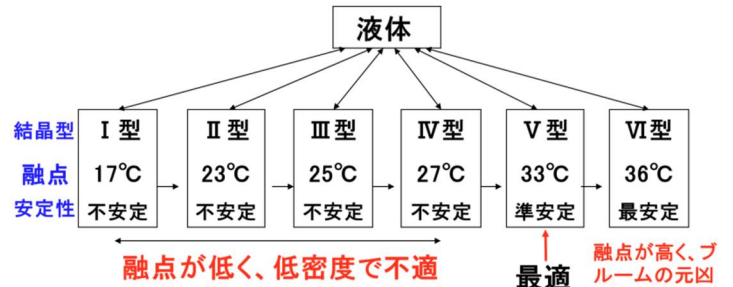 液体
結晶型 Ⅰ型 Ⅱ型 Ⅲ型 Ⅳ型 Ⅴ型 Ⅵ型
融点 17℃ 23℃ 25℃ 27℃ 33℃ 36℃
安定性 不安定 不安定 不安定 不安定 準安定 最安定
融点が低く、低密度で不適
最適
融点が高く、ブ
ルームの元凶